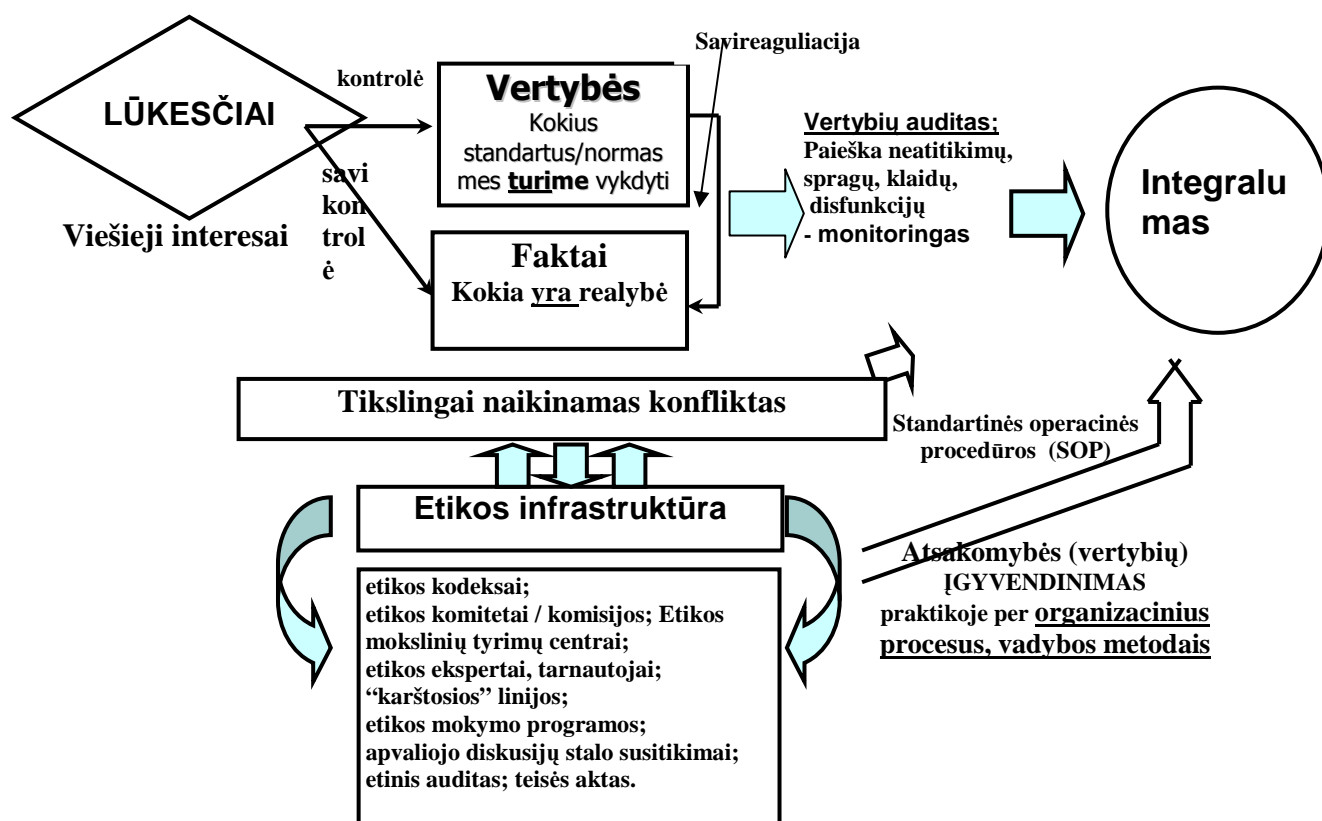 Savireaguliacija
kontrolė
LŪKESČIAI
Viešieji interesai
savi
kon
trol
ė
Vertybės
Kokius
standartus/normas
mes turime vykdyti
Faktai
Kokia yra realybė
Vertybių auditas;
Paieška neatitikimų,
spragų, klaidų,
disfunkcijų
- monitoringas
Integralu
mas
Tikslingai naikinamas konfliktas
Standartinės operacinės
procedūros (SOP)
Etikos infrastruktūra
Atsakomybės (vertybių)
ĮGYVENDINIMAS
praktikoje per organizacinius
procesus, vadybos metodais
etikos kodeksai;
etikos komitetai / komisijos; Etikos
mokslinių tyrimų centrai;
etikos ekspertai, tarnautojai;
“karštosios” linijos;
etikos mokymo programos;
apvaliojo diskusijų stalo susitikimai;
etinis auditas; teisės aktas.